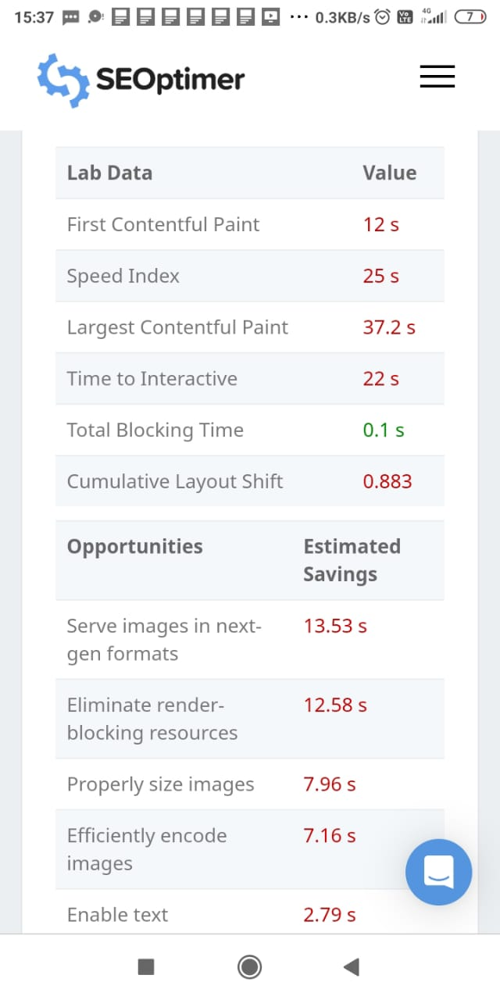 15:37 0.3KB/s Vo LTE 4G 7
SEOptimer
Lab Data Value
First Contentful Paint 12 s
Speed Index 25 s
Largest Contentful Paint 37.2 s
Time to Interactive 22 s
Total Blocking Time 0.1 s
Cumulative Layout Shift 0.883
Opportunities Estimated
Savings
Serve images in next- 13.53 s
gen formats
Eliminate render- 12.58 s
blocking resources
Properly size images 7.96 s
Efficiently encode 7.16 s
images
Enable text 2.79 s